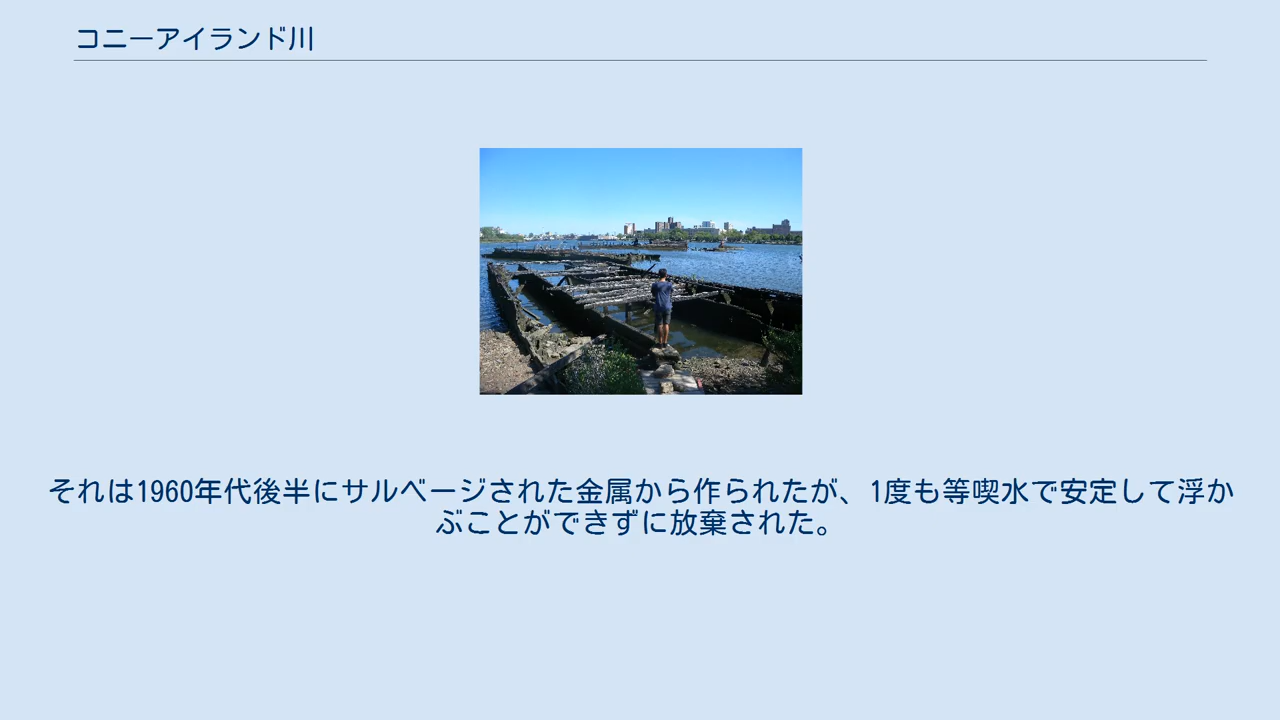 コニーアイランド川
それは1960年代後半にサルベージされた金属から作られたが、1度も等喫水で安定して浮か
ぶことができずに放棄された。